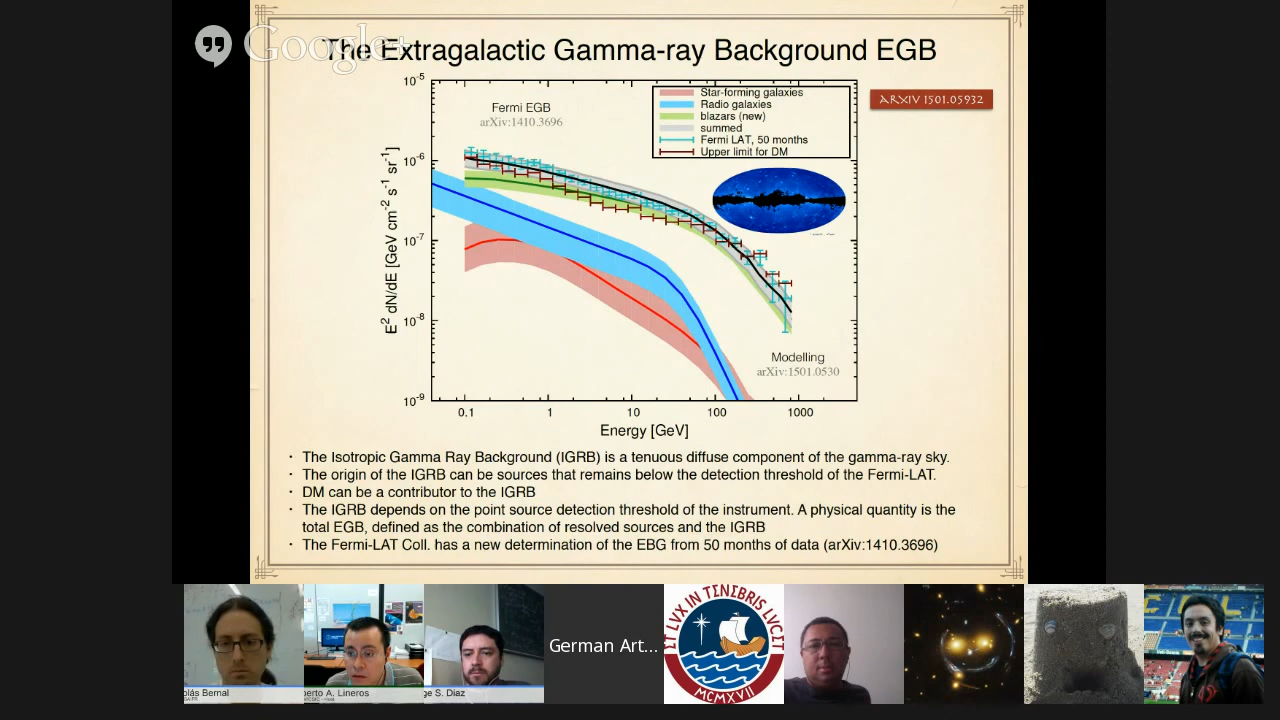 Google+
The Extragalactic Gamma-ray Background EGB
ARXIV 1501.05932
Fermi EGB
arXiv:1410.3696
Star-forming galaxies
Radio galaxies
blazars (new)
summed
Fermi LAT, 50 months
Upper limit for DM
10-5
10-6
10-7
10-8
10-9
E2 dN/dE [GeV cm-2 s-1 sr-1]
Modelling
arXiv:1501.0530
0.1 1 10 100 1000
Energy [GeV]
· The Isotropic Gamma Ray Background (IGRB) is a tenuous diffuse component of the gamma-ray sky.
· The origin of the IGRB can be sources that remains below the detection threshold of the Fermi-LAT.
· DM can be a contributor to the IGRB
· The IGRB depends on the point source detection threshold of the instrument. A physical quantity is the
total EGB, defined as the combination of resolved sources and the IGRB
· The Fermi-LAT Coll. has a new determination of the EBG from 50 months of data (arXiv:1410.3696)
German Art...
ET LVX IN TENEBRIS LVCET
MCMXVII
olás Bernal
berto A. Lineros
ge S. Diaz